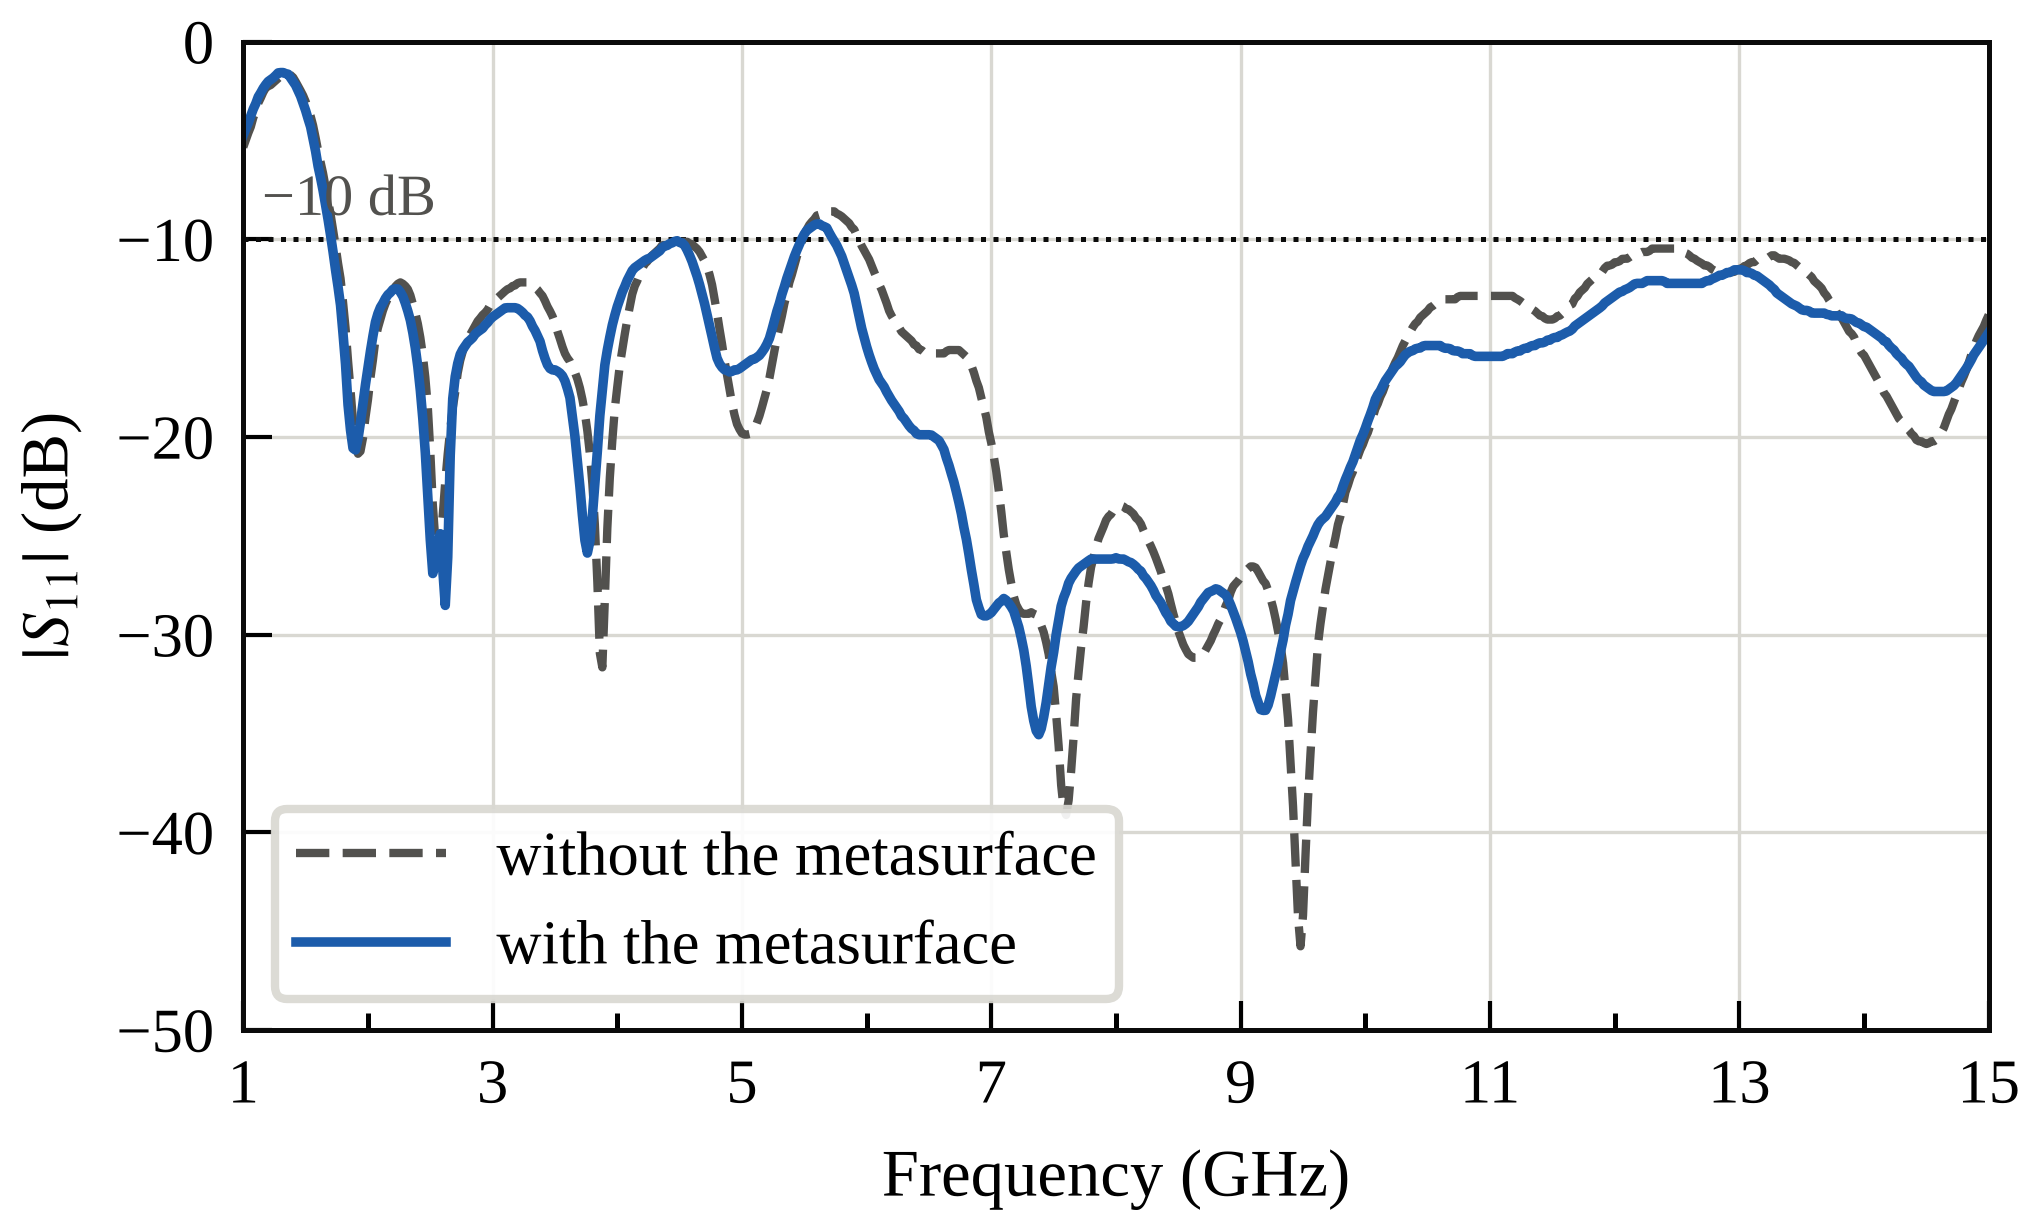 0
−10 dB
−10
−20
−30
−40
−50
|S11| (dB)
without the metasurface
with the metasurface
1 3 5 7 9 11 13 15
Frequency (GHz)